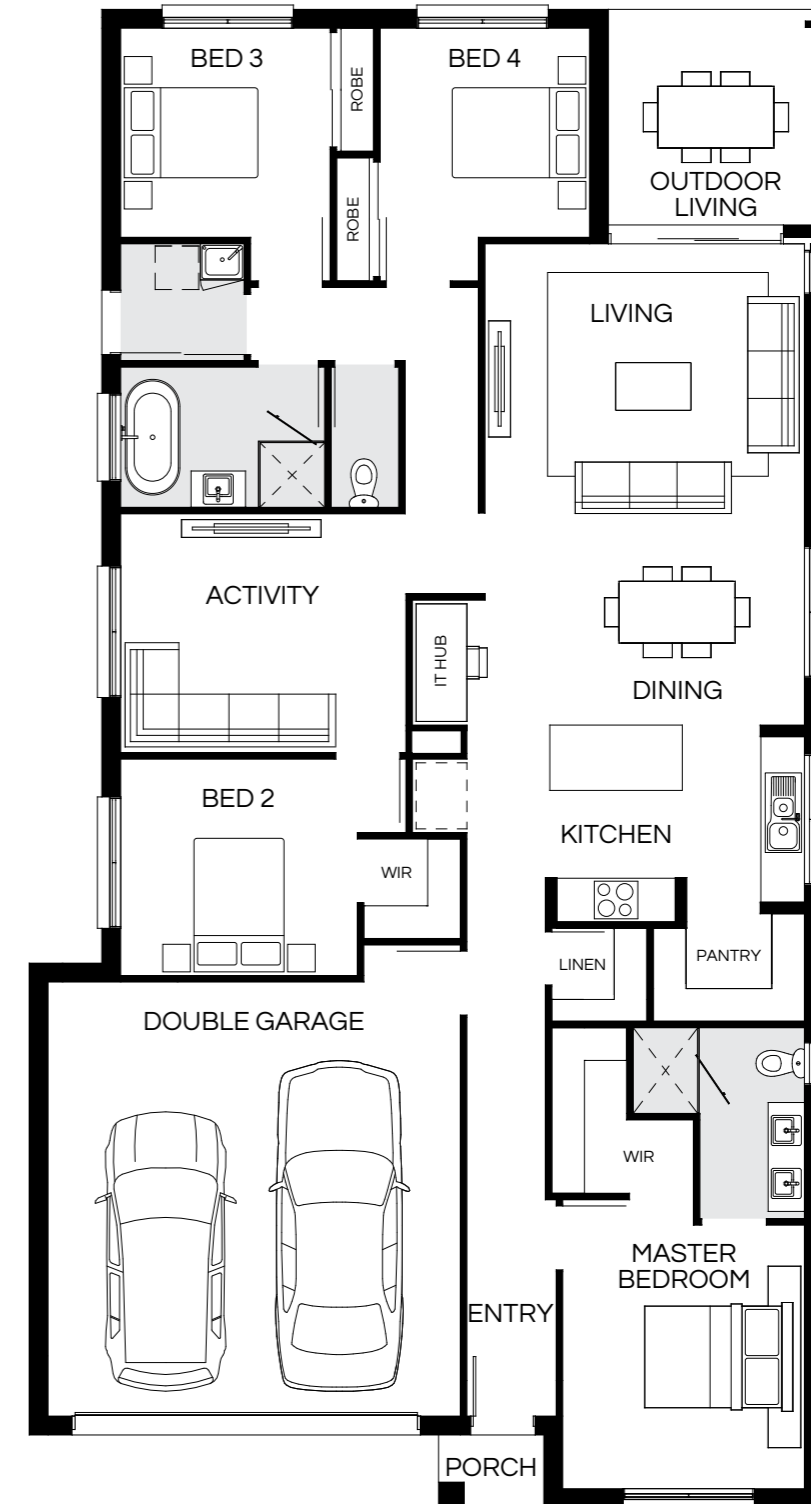 BED 3
BED 4
ROBE
ROBE
OUTDOOR
LIVING
LIVING
ACTIVITY
IT HUB
DINING
BED 2
KITCHEN
WIR
LINEN
PANTRY
DOUBLE GARAGE
WIR
MASTER
BEDROOM
ENTRY
PORCH